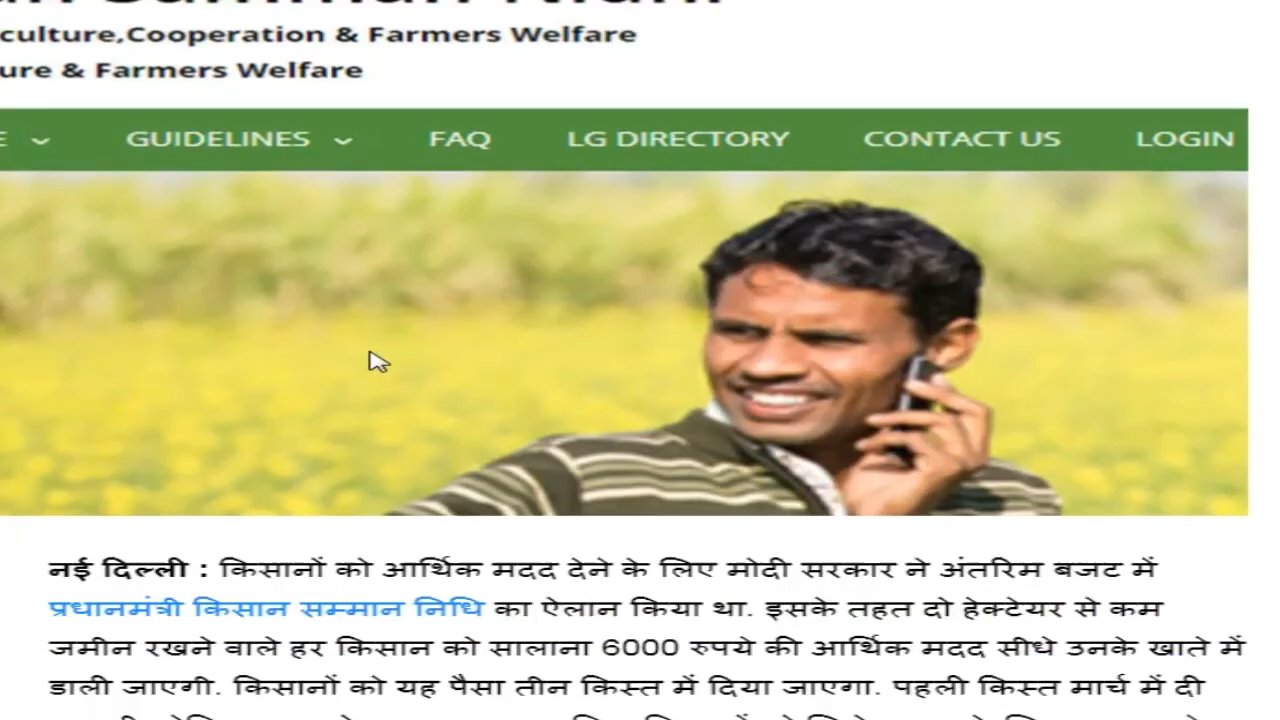 culture,Cooperation & Farmers Welfare
ure & Farmers Welfare
E GUIDELINES FAQ LG DIRECTORY CONTACT US LOGIN
नई दिल्ली : किसानों को आर्थिक मदद देने के लिए मोदी सरकार ने अंतरिम बजट में
प्रधानमंत्री किसान सम्मान निधि का ऐलान किया था. इसके तहत दो हेक्टेयर से कम
जमीन रखने वाले हर किसान को सालाना 6000 रुपये की आर्थिक मदद सीधे उनके खाते में
डाली जाएगी. किसानों को यह पैसा तीन किस्त में दिया जाएगा. पहली किस्त मार्च में दी